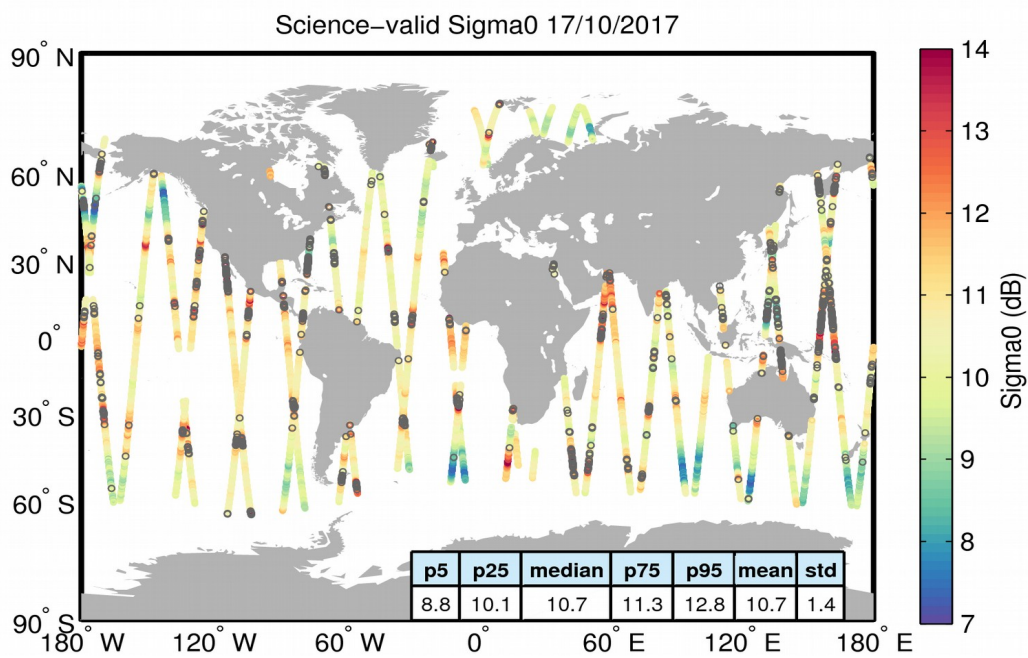 Science-valid Sigma0 17/10/2017
90° N
60° N
30° N
0°
30° S
60° S
90° S
180° W
120° W
60° W
0°
60° E
120° E
180° E
14
13
12
11
10
9
8
7
Sigma0 (dB)
p5 p25 median p75 p95 mean std
8.8 10.1 10.7 11.3 12.8 10.7 1.4